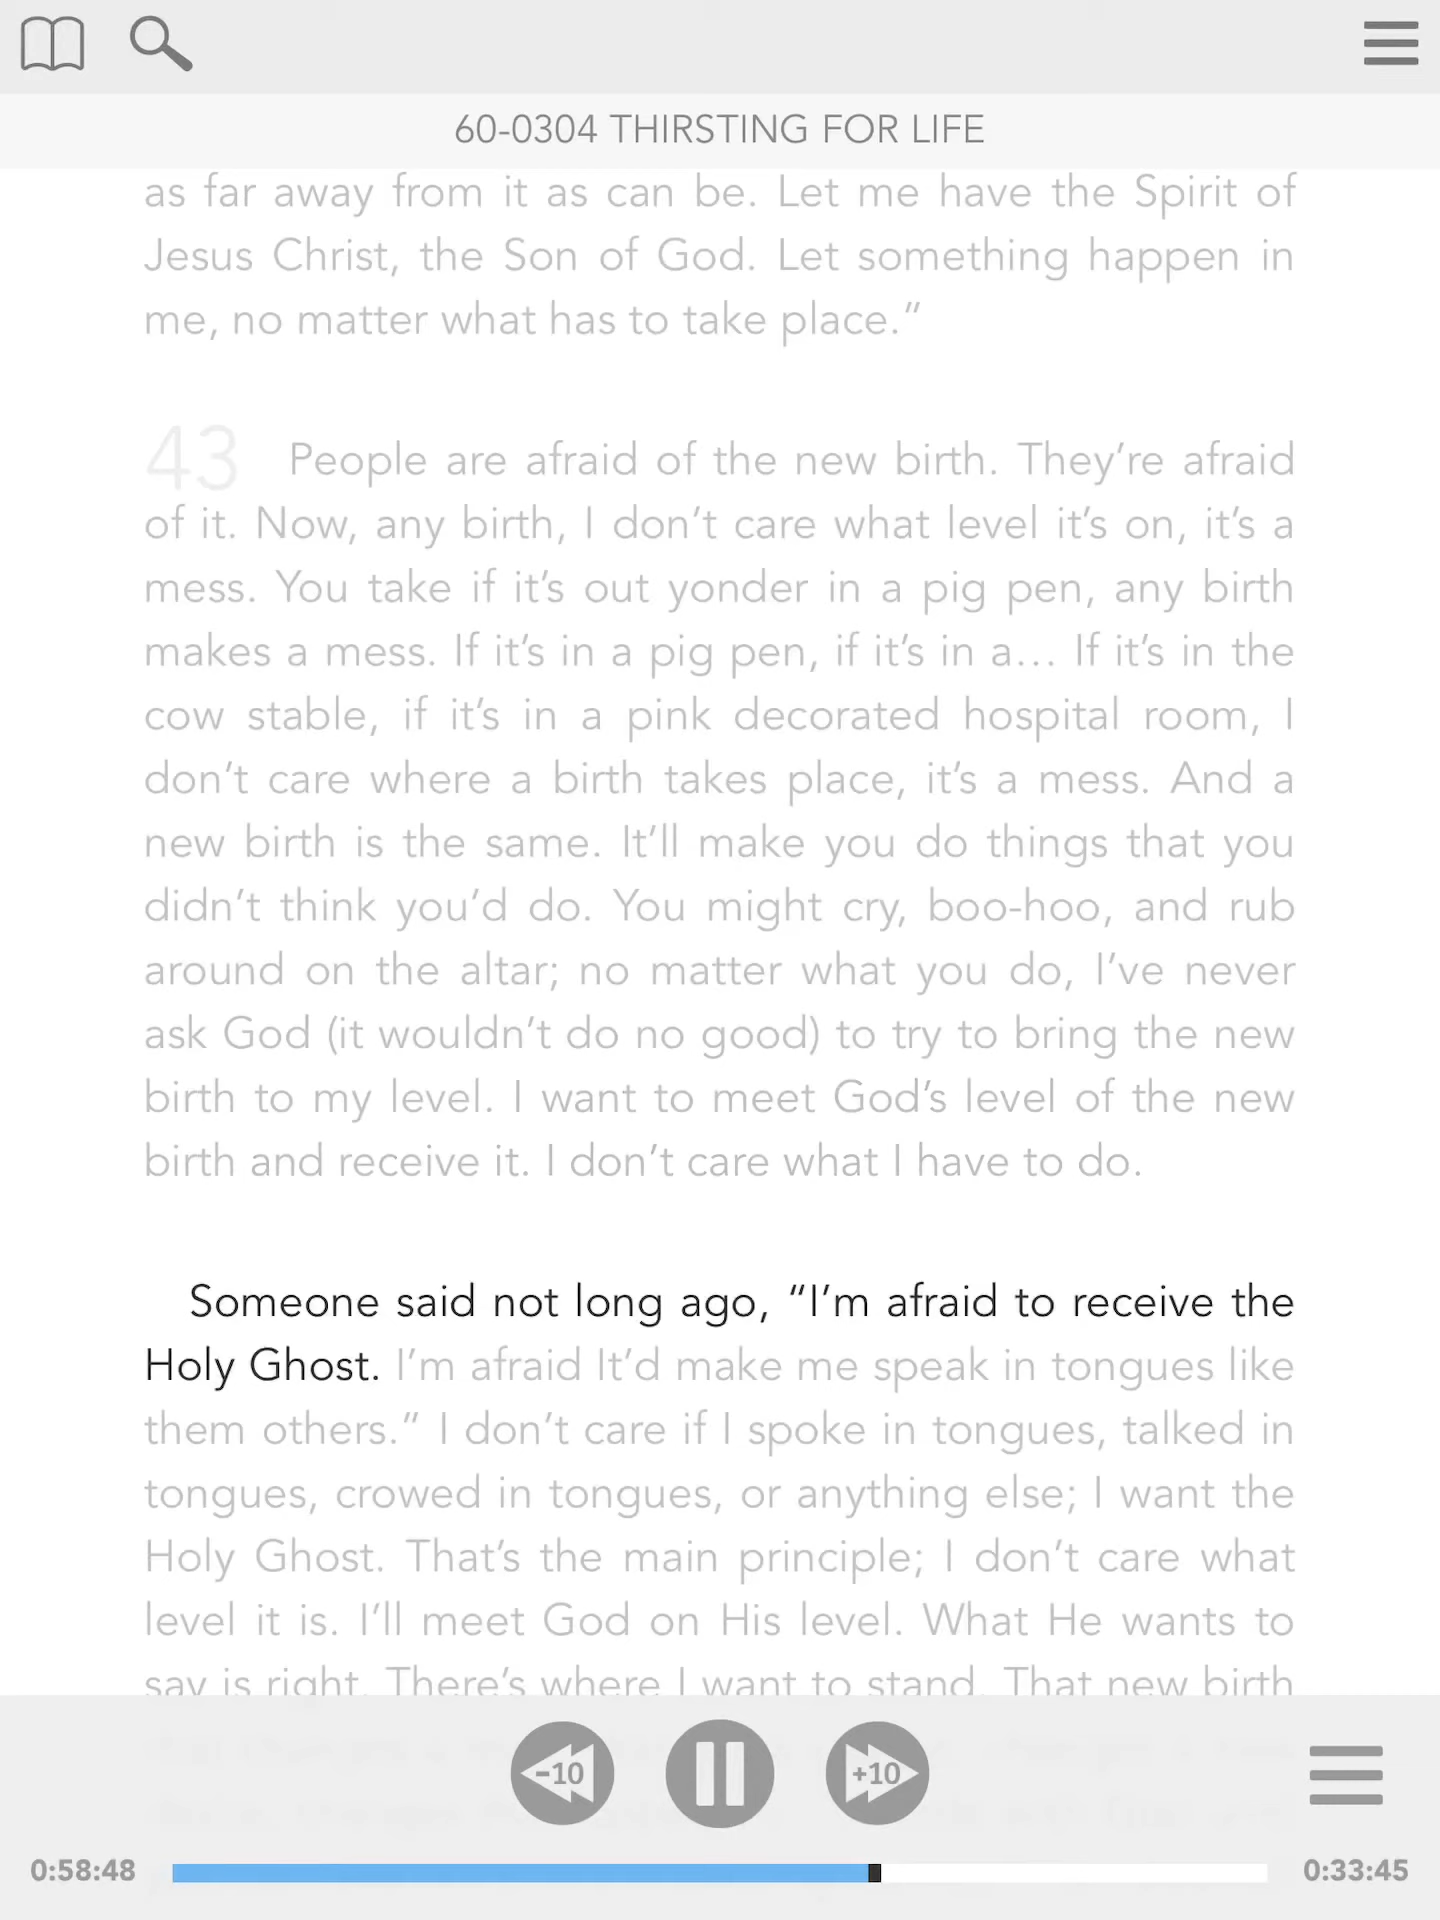 60-0304 THIRSTING FOR LIFE
as far away from it as can be. Let me have the Spirit of
Jesus Christ, the Son of God. Let something happen in
me, no matter what has to take place.”
43 People are afraid of the new birth. They’re afraid
of it. Now, any birth, I don’t care what level it’s on, it’s a
mess. You take if it’s out yonder in a pig pen, any birth
makes a mess. If it’s in a pig pen, if it’s in a… If it’s in the
cow stable, if it’s in a pink decorated hospital room, I
don’t care where a birth takes place, it’s a mess. And a
new birth is the same. It’ll make you do things that you
didn’t think you’d do. You might cry, boo-hoo, and rub
around on the altar; no matter what you do, I’ve never
ask God (it wouldn’t do no good) to try to bring the new
birth to my level. I want to meet God’s level of the new
birth and receive it. I don’t care what I have to do.
Someone said not long ago, “I’m afraid to receive the
Holy Ghost. I’m afraid It’d make me speak in tongues like
them others.” I don’t care if I spoke in tongues, talked in
tongues, crowed in tongues, or anything else; I want the
Holy Ghost. That’s the main principle; I don’t care what
level it is. I’ll meet God on His level. What He wants to
say is right. There’s where I want to stand. That new birth
-10 +10
0:58:48 0:33:45